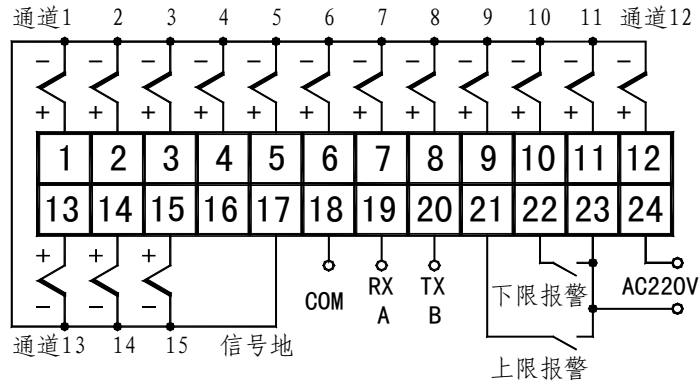 通道1 2 3 4 5 6 7 8 9 10 11 通道12
− − − − − − − − − − − −
+ + + + + + + + + + + +
1 2 3 4 5 6 7 8 9 10 11 12
13 14 15 16 17 18 19 20 21 22 23 24
+ + +
− − −
COM RX TX 下限报警 AC220V
A B
通道13 14 15 信号地
上限报警